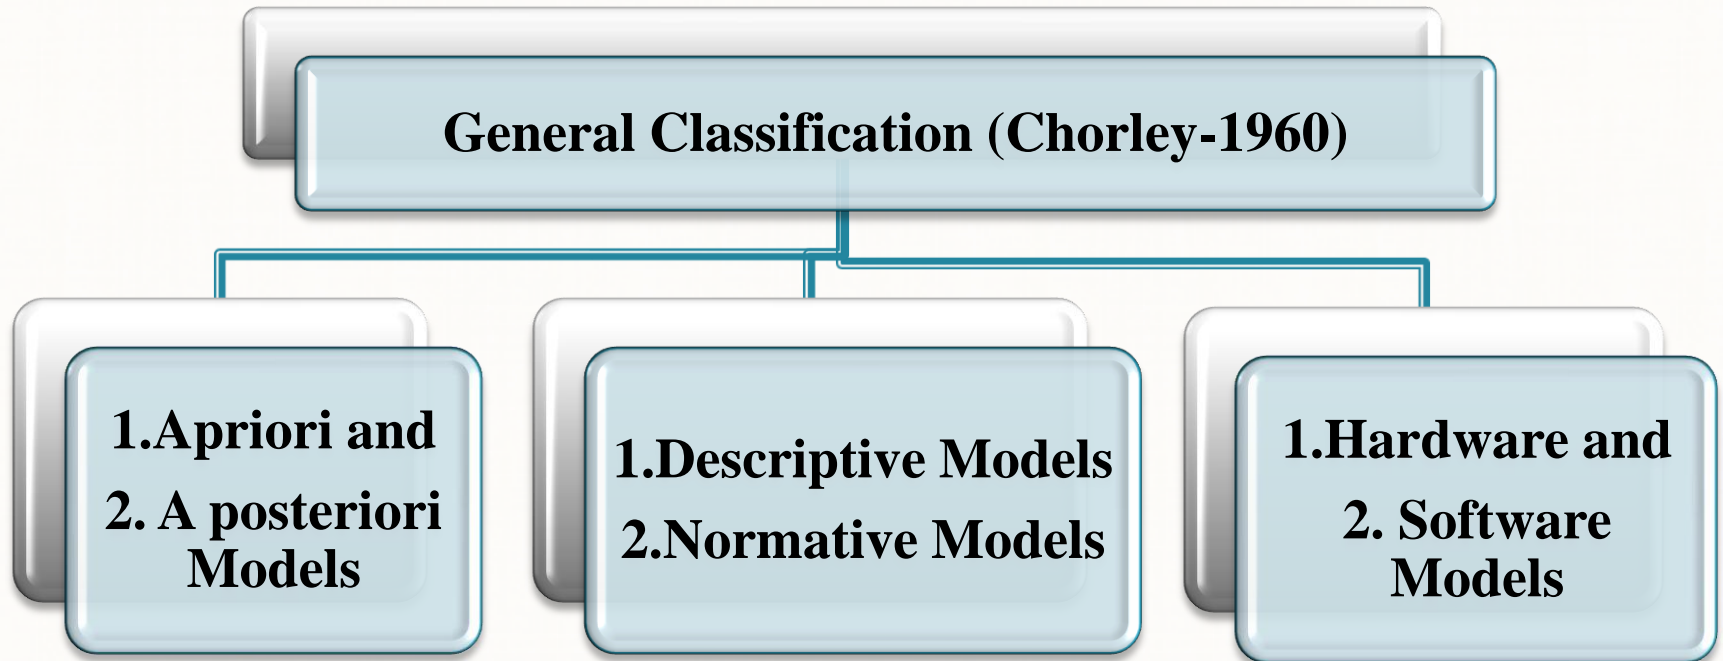 General Classification (Chorley-1960)
1.Apriori and
2. A posteriori
Models
1.Descriptive Models
2.Normative Models
1.Hardware and
2. Software
Models